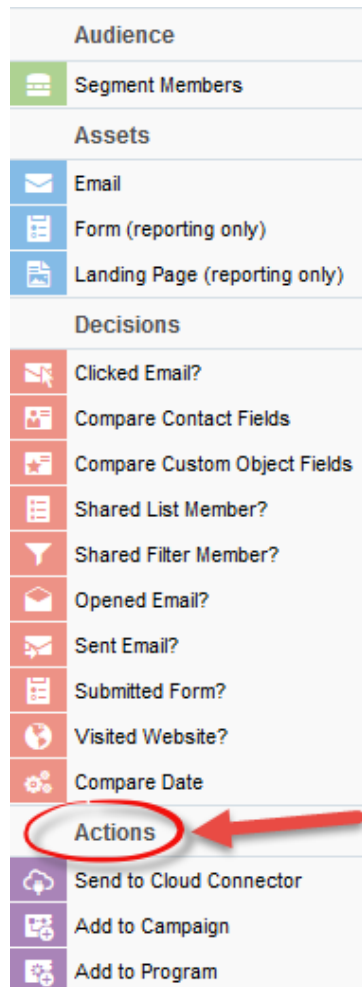 Audience
Segment Members
Assets
Email
Form (reporting only)
Landing Page (reporting only)
Decisions
Clicked Email?
Compare Contact Fields
Compare Custom Object Fields
Shared List Member?
Shared Filter Member?
Opened Email?
Sent Email?
Submitted Form?
Visited Website?
Compare Date
Actions
Send to Cloud Connector
Add to Campaign
Add to Program